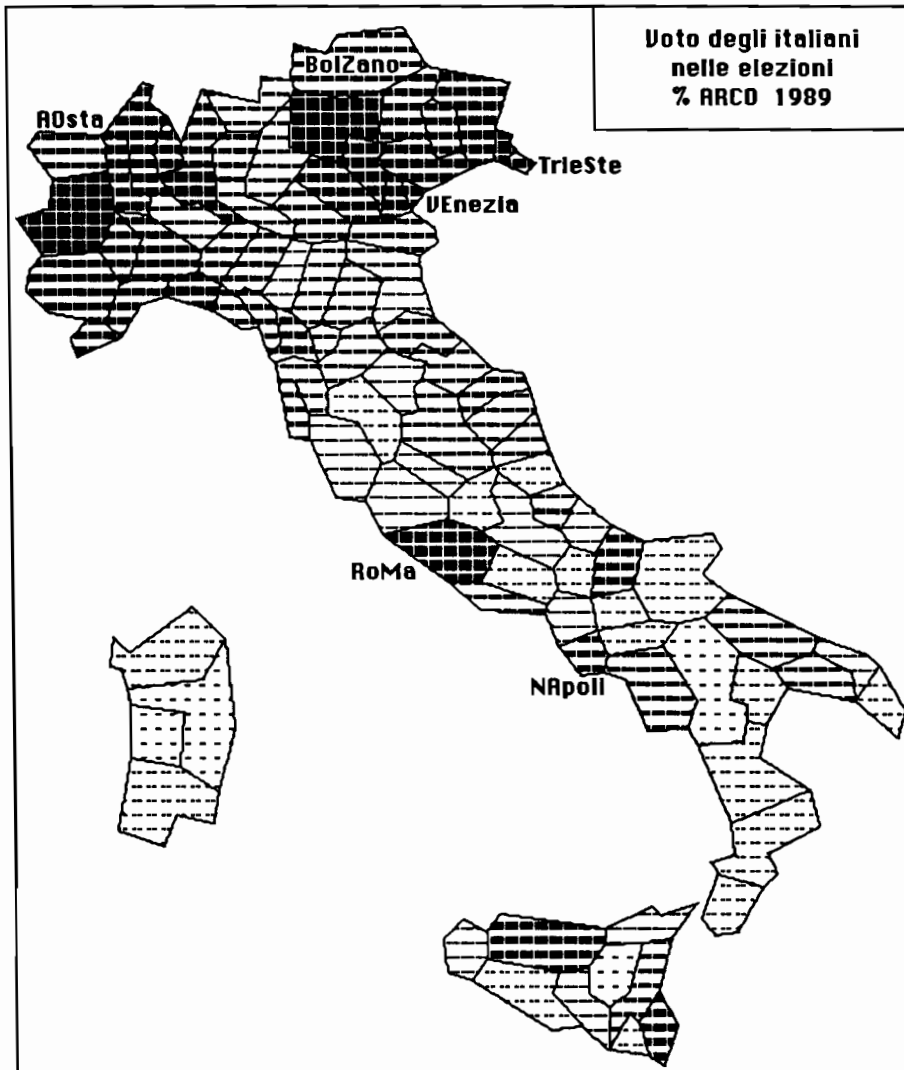 Voto degli italiani
nelle elezioni
% ARCO 1989
BolZano
AOsta
TrieSte
VEnezia
RoMa
NApoli